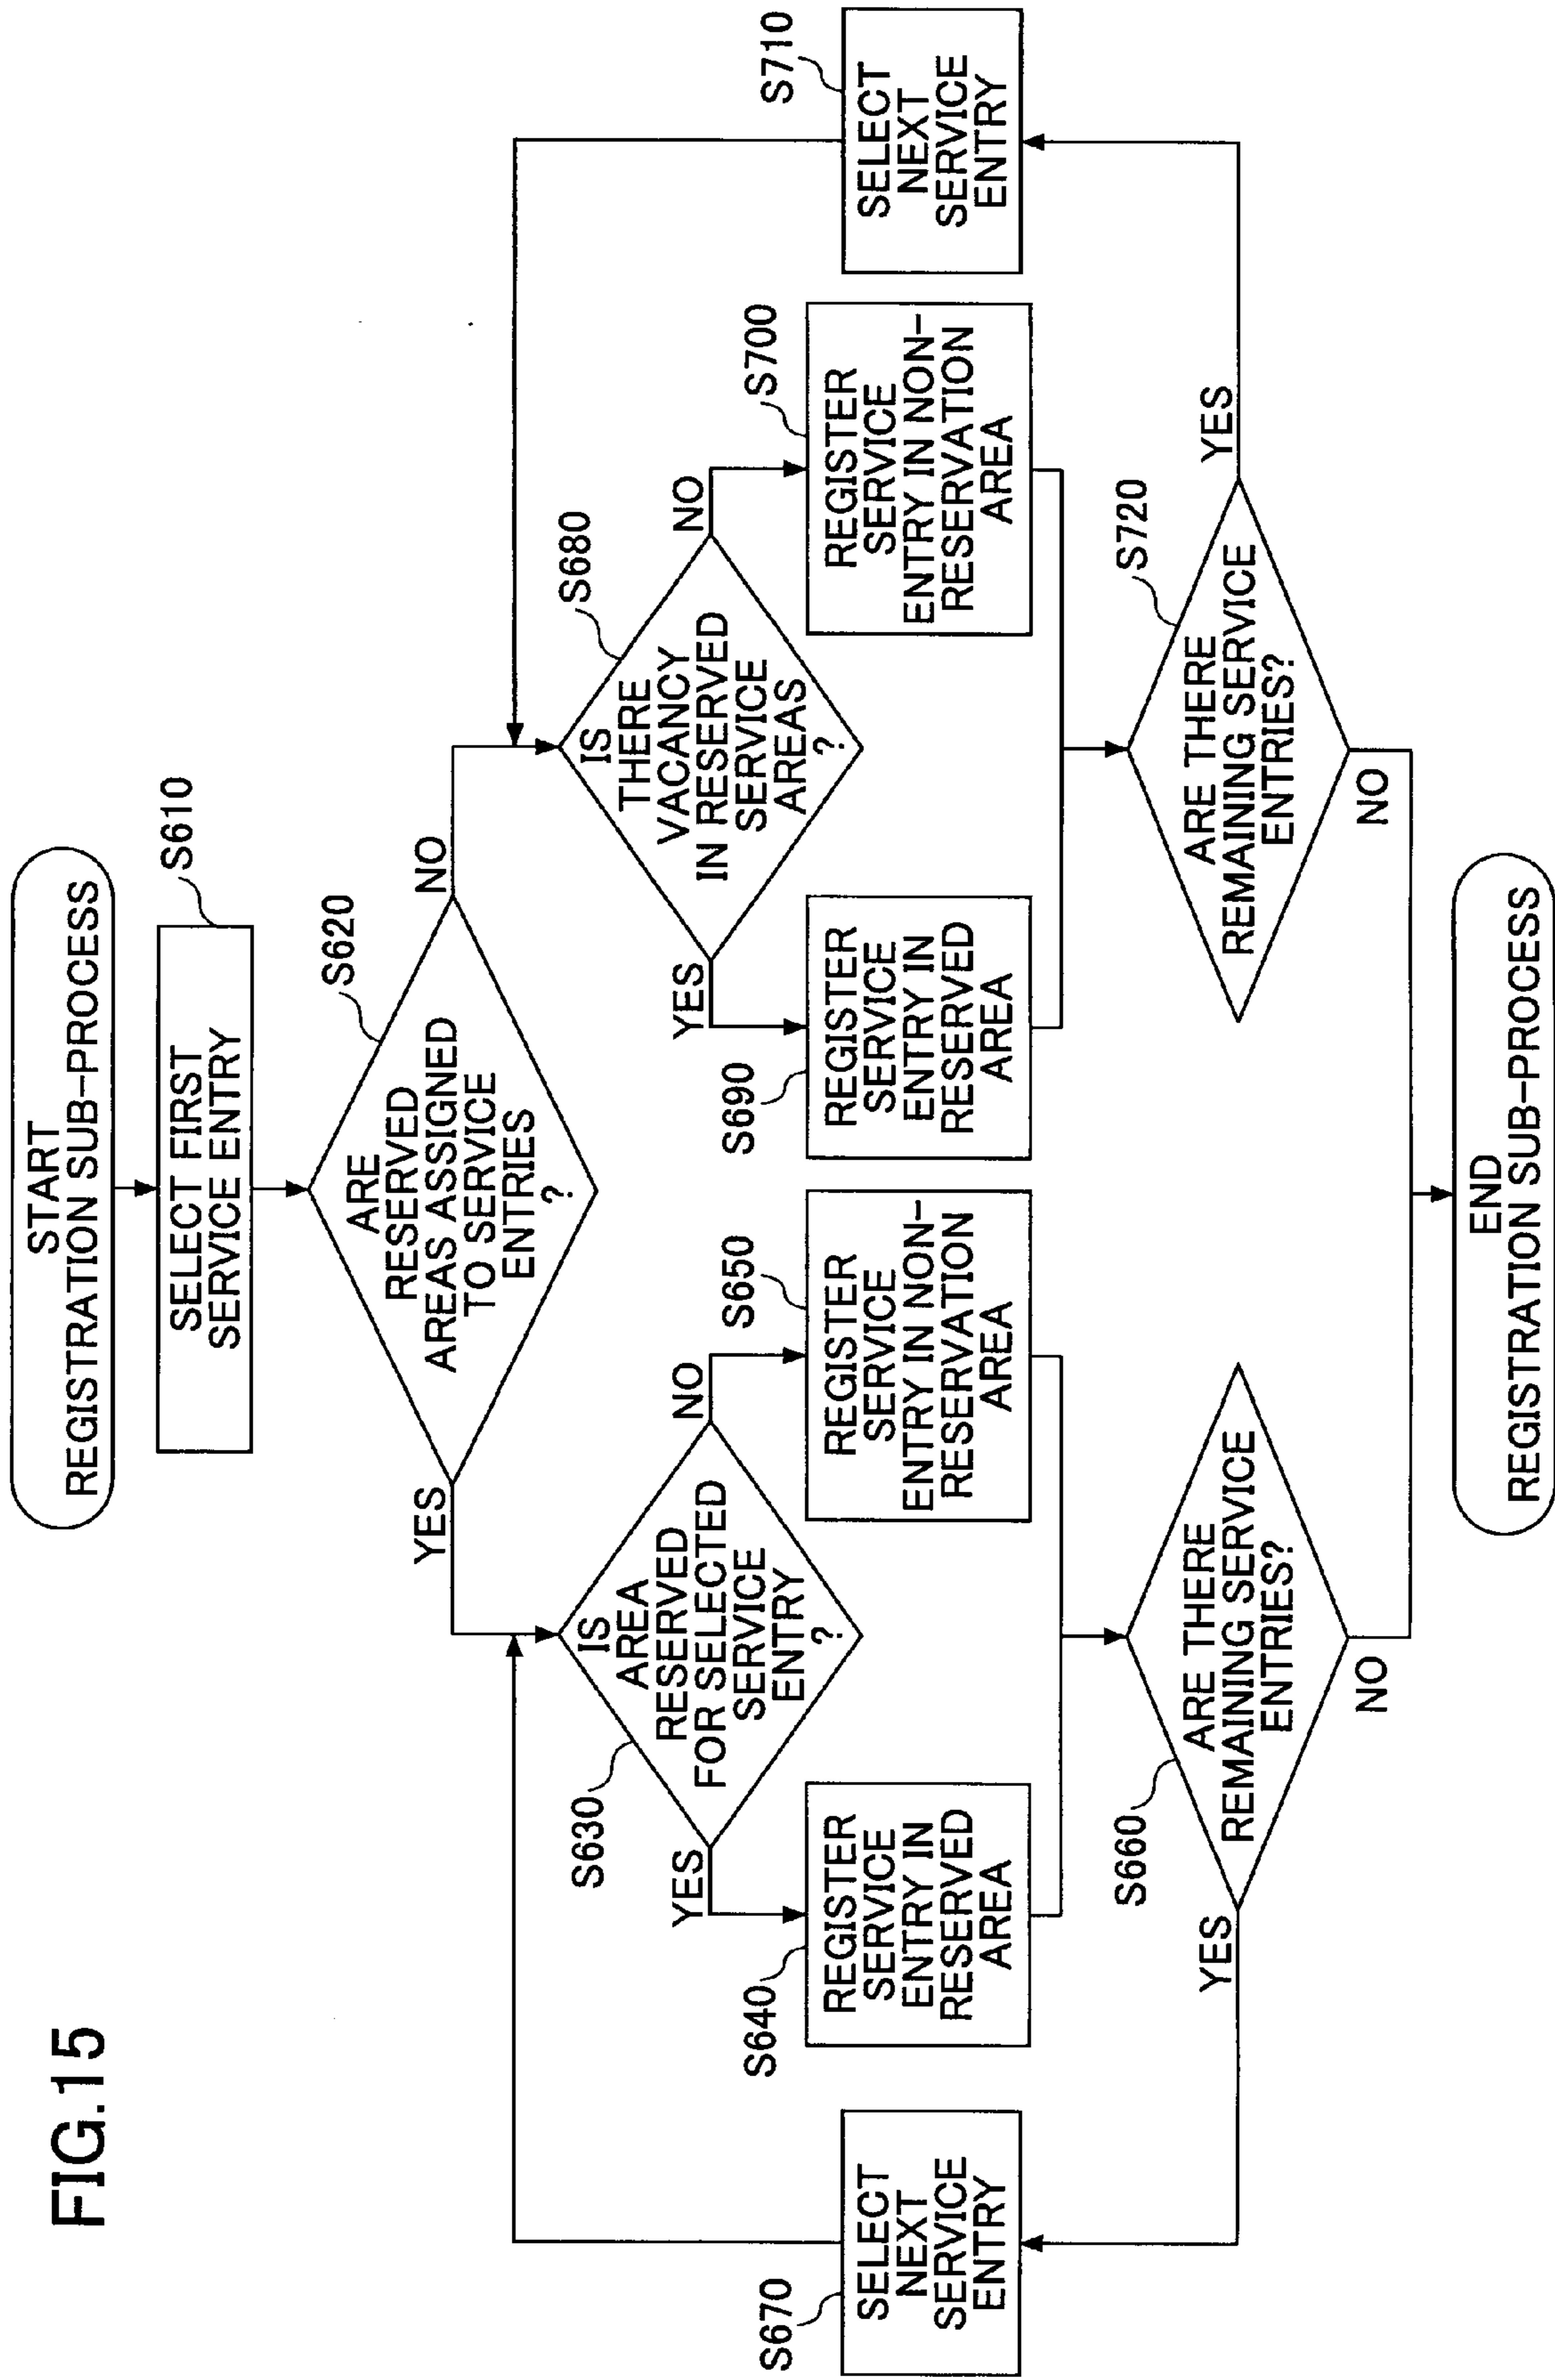 FIG.15
START
REGISTRATION SUB-PROCESS
SELECT FIRST
SERVICE ENTRY
S610
ARE
RESERVED
AREAS ASSIGNED
TO SERVICE
ENTRIES
?
S620
YES
NO
IS
AREA
RESERVED
FOR SELECTED
SERVICE
ENTRY
?
S630
YES
NO
REGISTER
SERVICE
ENTRY IN
RESERVED
AREA
S640
REGISTER
SERVICE
ENTRY IN NON-
RESERVATION
AREA
S650
ARE THERE
REMAINING SERVICE
ENTRIES?
S660
YES
NO
SELECT
NEXT
SERVICE
ENTRY
S670
IS
THERE
VACANCY
IN RESERVED
SERVICE
AREAS
?
S680
YES
NO
REGISTER
SERVICE
ENTRY IN
RESERVED
AREA
S690
REGISTER
SERVICE
ENTRY IN NON-
RESERVATION
AREA
S700
SELECT
NEXT
SERVICE
ENTRY
S710
ARE THERE
REMAINING SERVICE
ENTRIES?
S720
YES
NO
END
REGISTRATION SUB-PROCESS